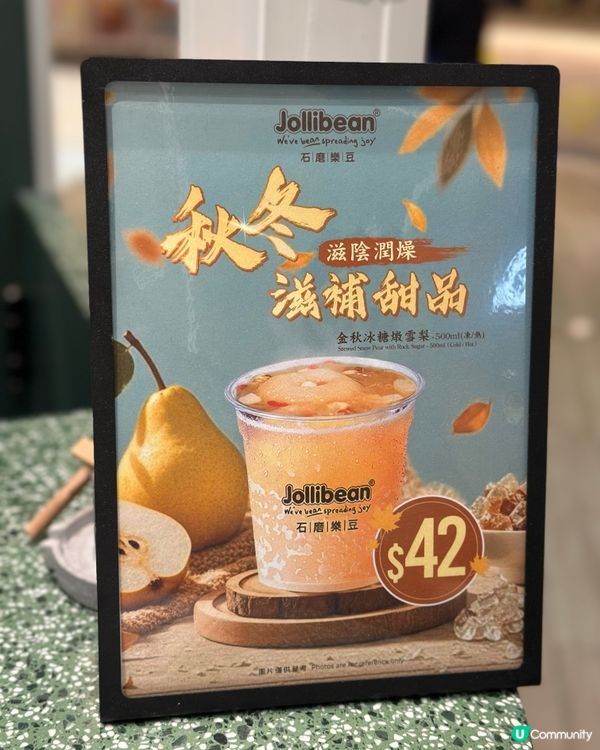 Jollibean®
We've bean spreading joy
石|磨|樂|豆
秋冬
滋陰潤燥
滋補甜品
金秋冰糖燉雪梨 - 500ml(凍/熱)
Stewed Snow Pear with Rock Sugar - 500ml (Cold / Hot)
Jollibean®
We've bean spreading joy
石|磨|樂|豆
$42
圖片僅供參考 Photos are for reference only
U Community